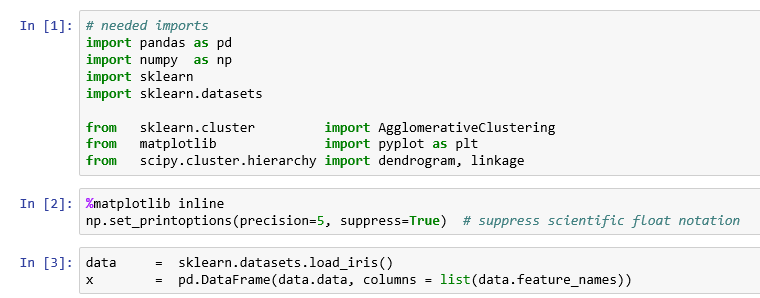 In [1]: # needed imports
import pandas as pd
import numpy  as np
import sklearn
import sklearn.datasets
from   sklearn.cluster         import AgglomerativeClustering
from   matplotlib              import pyplot as plt
from   scipy.cluster.hierarchy import dendrogram, linkage
In [2]: %matplotlib inline
np.set_printoptions(precision=5, suppress=True)  # suppress scientific float notation
In [3]: data     =  sklearn.datasets.load_iris()
x        =  pd.DataFrame(data.data, columns = list(data.feature_names))